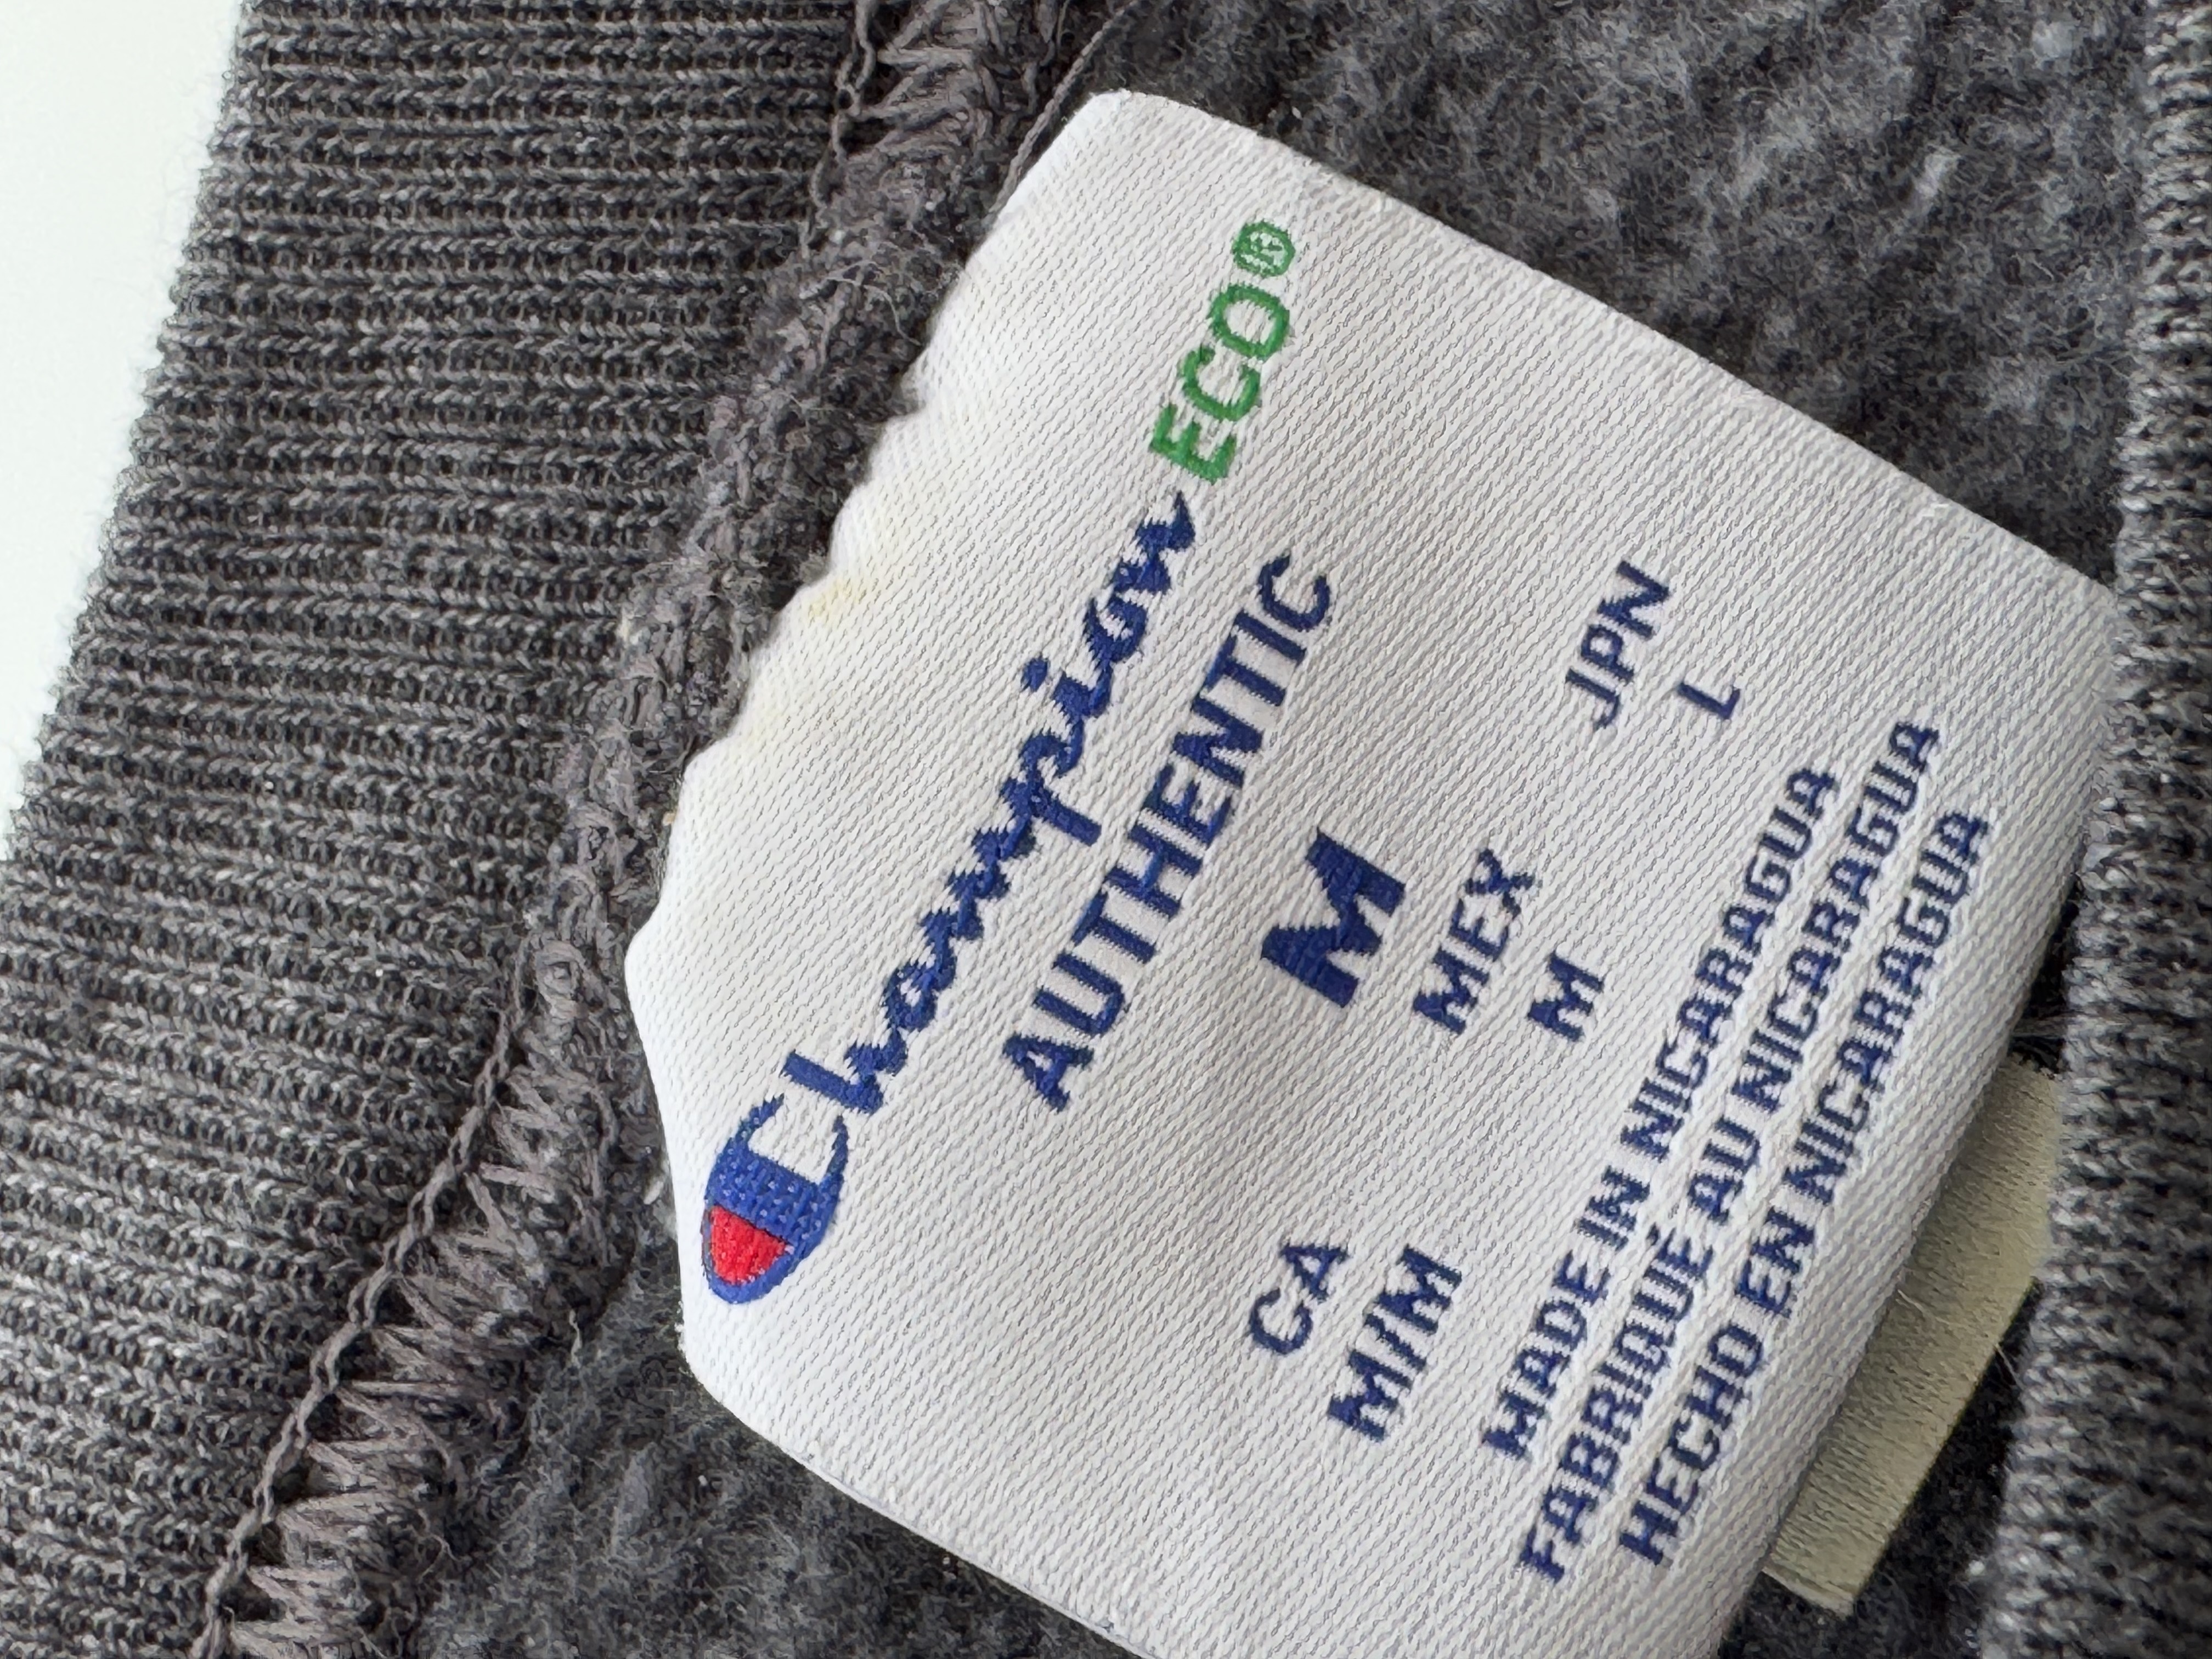 Champion ECO®
AUTHENTIC
M
CA MEX JPN
M/M M L
MADE IN NICARAGUA
FABRIQUÉ AU NICARAGUA
HECHO EN NICARAGUA